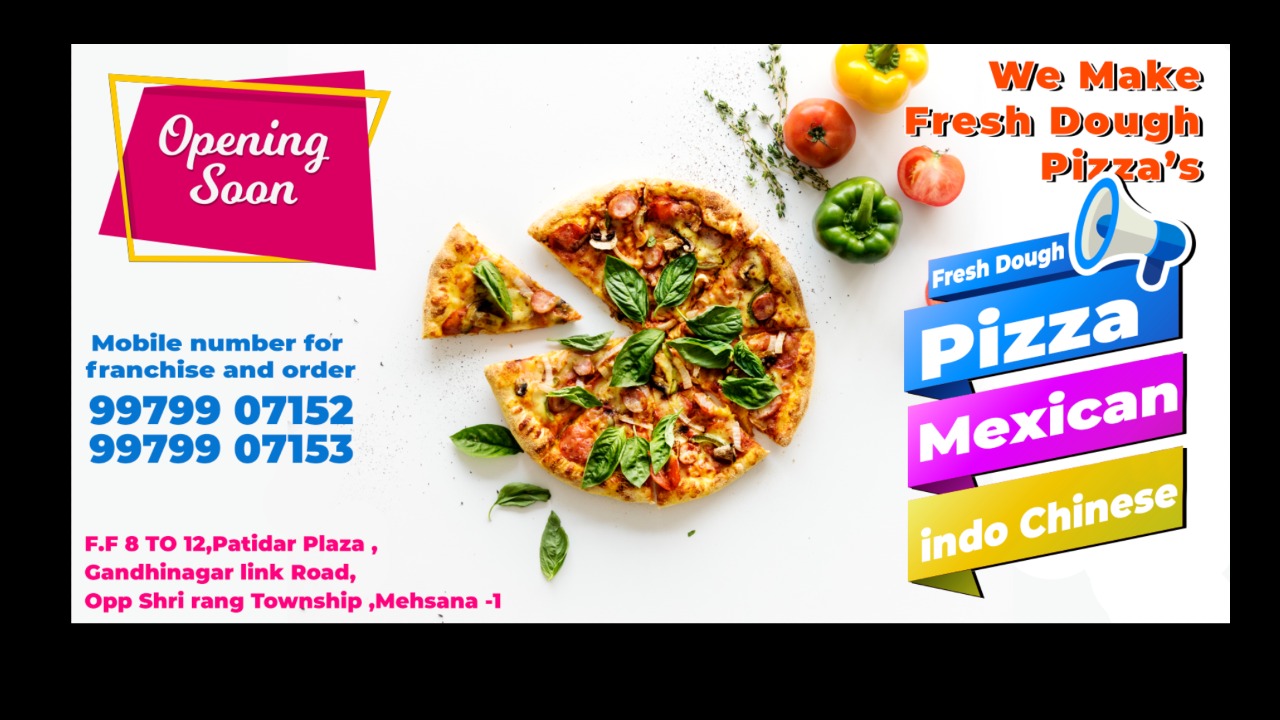 Opening
Soon
Mobile number for
franchise and order
99799 07152
99799 07153
F.F 8 TO 12,Patidar Plaza ,
Gandhinagar link Road,
Opp Shri rang Township ,Mehsana -1
We Make
Fresh Dough
Pizza’s
Fresh Dough
Pizza
Mexican
indo Chinese